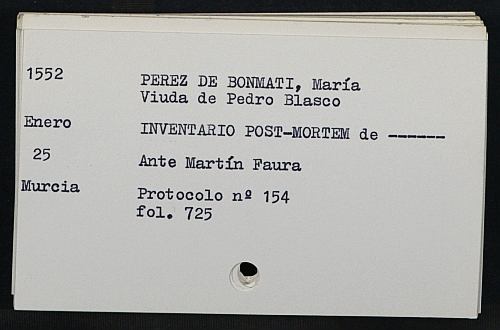 1552
PEREZ DE BONMATI, María
Viuda de Pedro Blasco
Enero
INVENTARIO POST-MORTEM de ------
25
Ante Martín Faura
Murcia
Protocolo nº 154
fol. 725